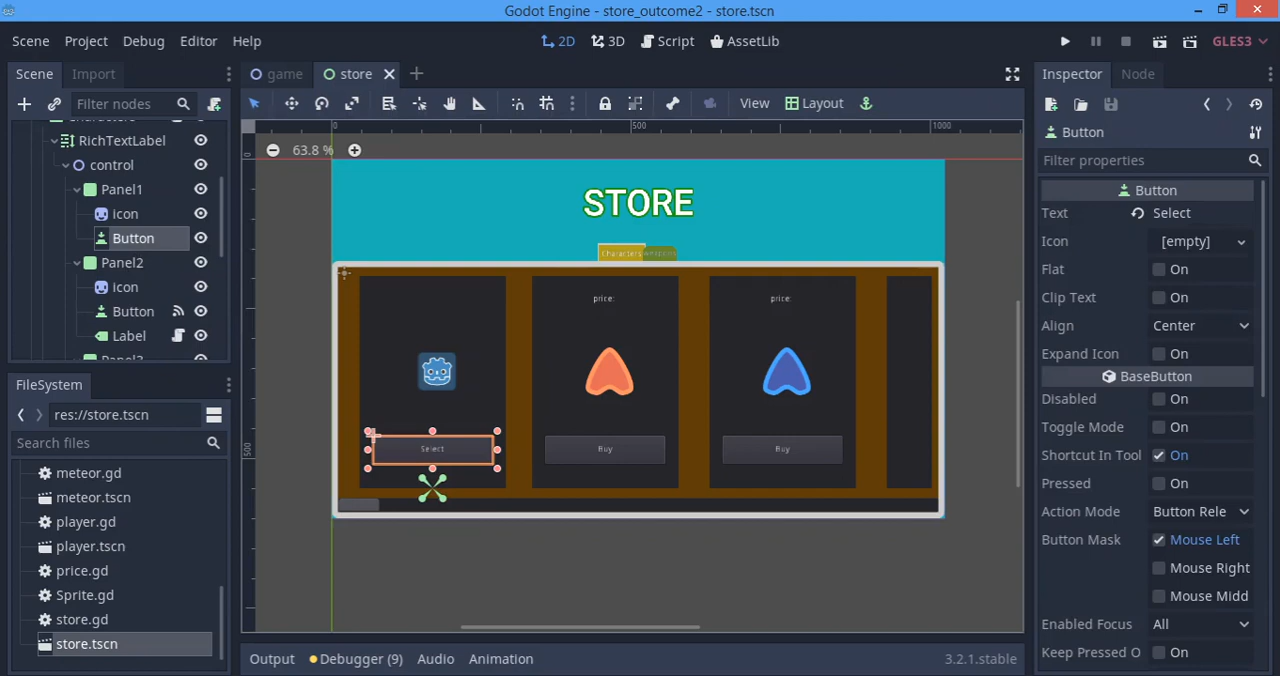 Godot Engine - store_outcome2 - store.tscn
Scene Project Debug Editor Help
2D 3D Script AssetLib
GLES3
Scene Import
game store
Inspector Node
Filter nodes
View Layout
Button
Filter properties
RichTextLabel
control
Panel1
icon
Button
Panel2
icon
Button
Label
FileSystem
res://store.tscn
Search files
meteor.gd
meteor.tscn
player.gd
player.tscn
price.gd
Sprite.gd
store.gd
store.tscn
0 500 1000
63.8 %
0
500
STORE
Characters
price: price:
Select Buy Buy
Output Debugger (9) Audio Animation 3.2.1.stable
Button
Text Select
Icon [empty]
Flat On
Clip Text On
Align Center
Expand Icon On
BaseButton
Disabled On
Toggle Mode On
Shortcut In Tool On
Pressed On
Action Mode Button Rele
Button Mask Mouse Left
Mouse Right
Mouse Midd
Enabled Focus All
Keep Pressed O On